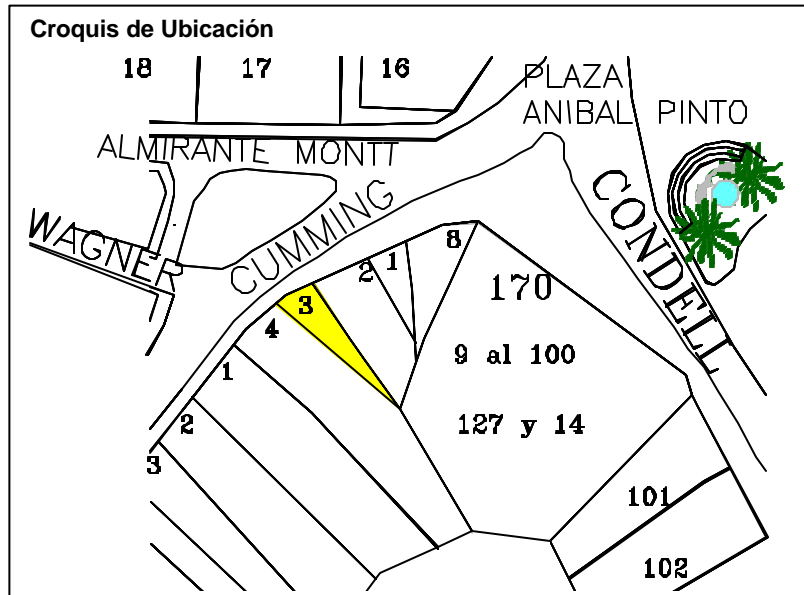 Croquis de Ubicación
18 17 16
PLAZA
ANIBAL PINTO
ALMIRANTE MONTT
CUMMING
WAGNER
CONDELL
8
1
2
3
4
170
9 al 100
127 y 14
1
2
3
101
102